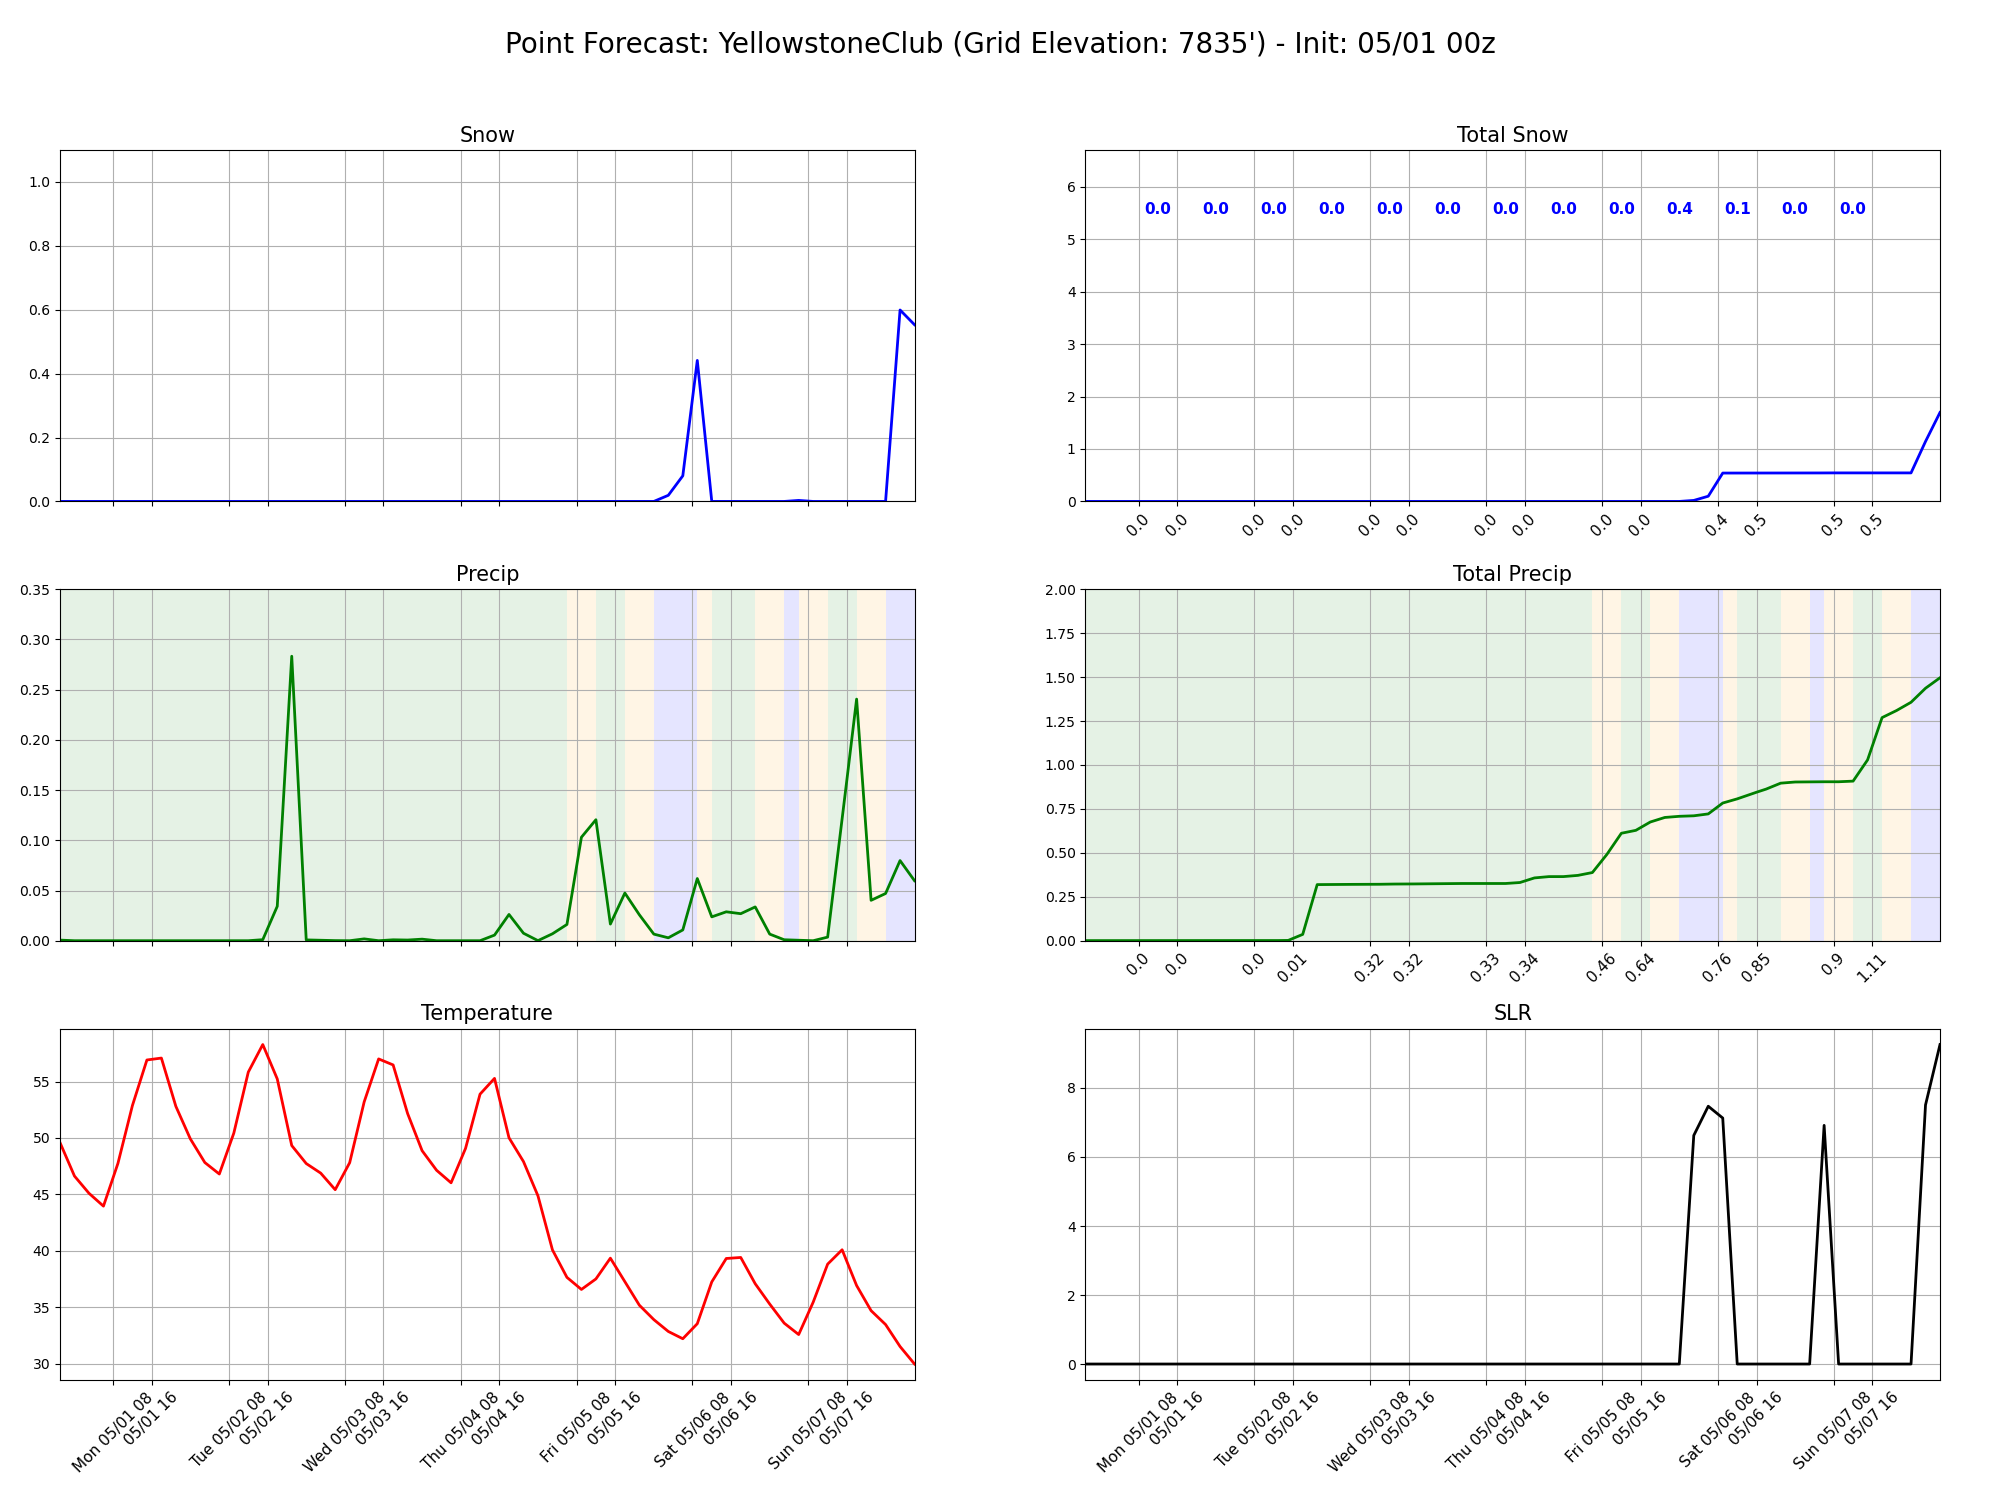 Point Forecast: YellowstoneClub (Grid Elevation: 7835') - Init: 05/01 00z
Snow
1.0
0.8
0.6
0.4
0.2
0.0
Total Snow
6
5
4
3
2
1
0
0.0 0.0 0.0 0.0 0.0 0.0 0.0 0.0 0.0 0.4 0.1 0.0 0.0
0.0 0.0 0.0 0.0 0.0 0.0 0.0 0.0 0.0 0.0 0.4 0.5 0.5 0.5
Precip
0.35
0.30
0.25
0.20
0.15
0.10
0.05
0.00
Total Precip
2.00
1.75
1.50
1.25
1.00
0.75
0.50
0.25
0.00
0.0 0.0 0.0 0.01 0.32 0.32 0.33 0.34 0.46 0.64 0.76 0.85 0.9 1.11
Temperature
55
50
45
40
35
30
Mon 05/01 08
05/01 16
Tue 05/02 08
05/02 16
Wed 05/03 08
05/03 16
Thu 05/04 08
05/04 16
Fri 05/05 08
05/05 16
Sat 05/06 08
05/06 16
Sun 05/07 08
05/07 16
SLR
8
6
4
2
0
Mon 05/01 08
05/01 16
Tue 05/02 08
05/02 16
Wed 05/03 08
05/03 16
Thu 05/04 08
05/04 16
Fri 05/05 08
05/05 16
Sat 05/06 08
05/06 16
Sun 05/07 08
05/07 16